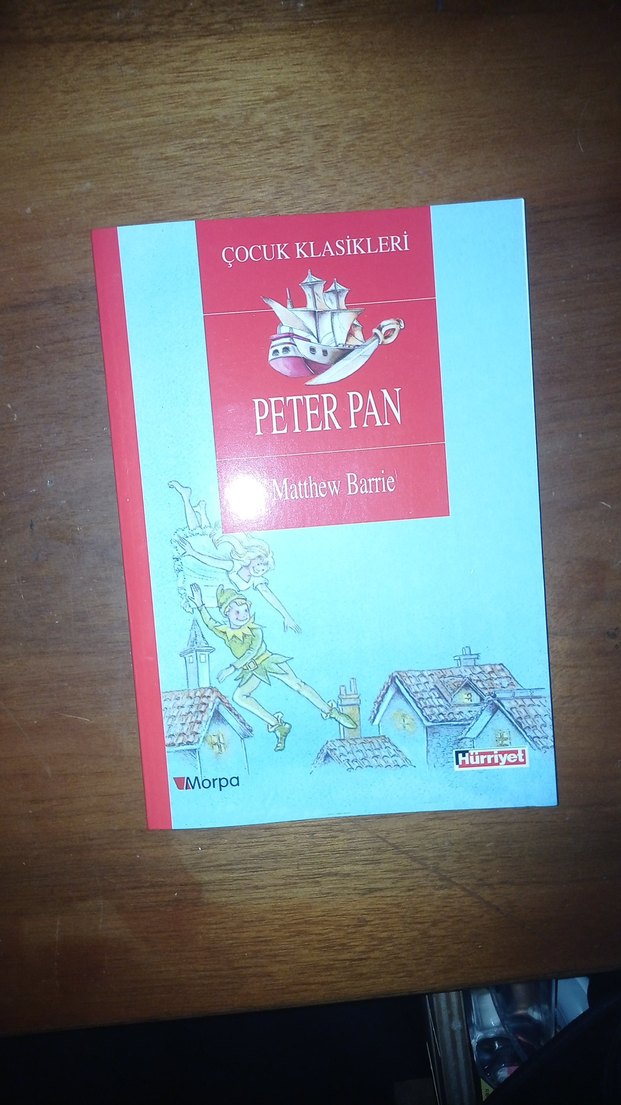 ÇOCUK KLASİKLERİ
PETER PAN
Matthew Barrie
Morpa
Hürriyet